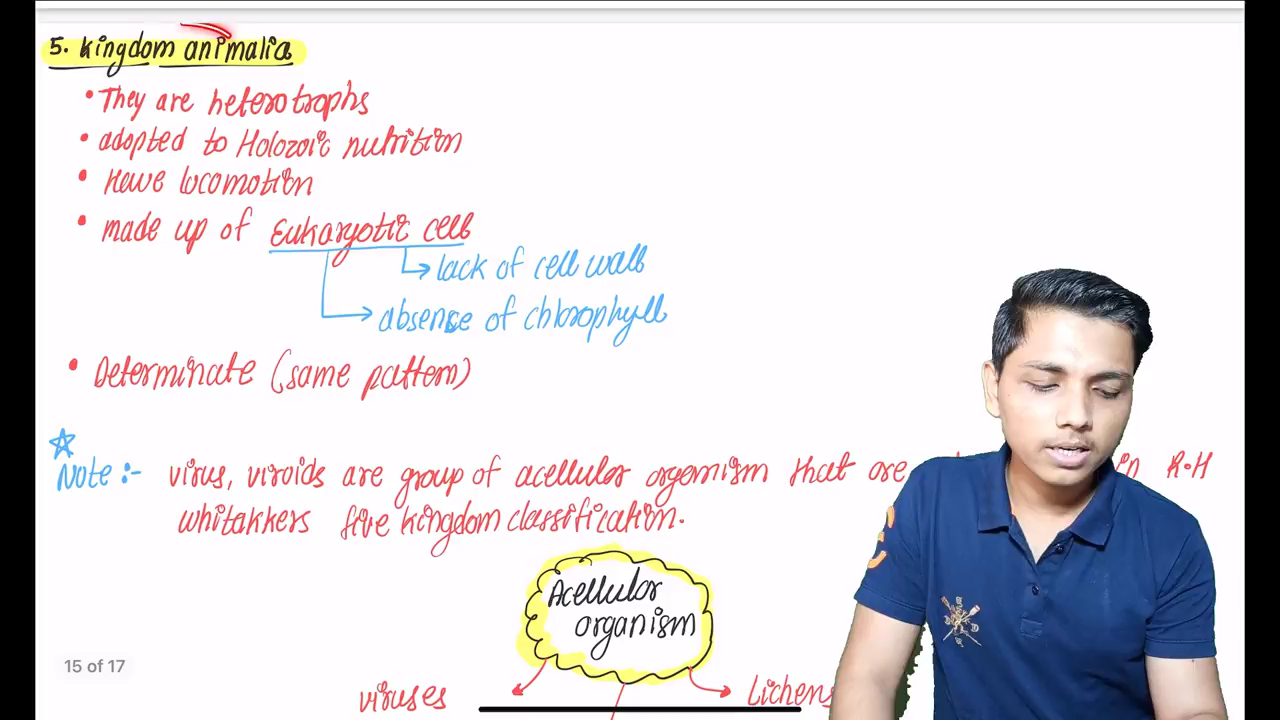 5. Kingdom animalia
• They are heterotrophs
• adopted to Holozoic nutrition
• Have locomotion
• made up of Eukaryotic cell
lack of cell wall
absence of chlorophyll
• Determinate (same pattern)
Note :- virus, viroids are group of acellular organism that are in R.H
whitakkers five kingdom classification.
Acellular
organism
15 of 17
viruses
Lichens